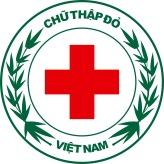 CHỮ THẬP ĐỎ
VIỆT NAM